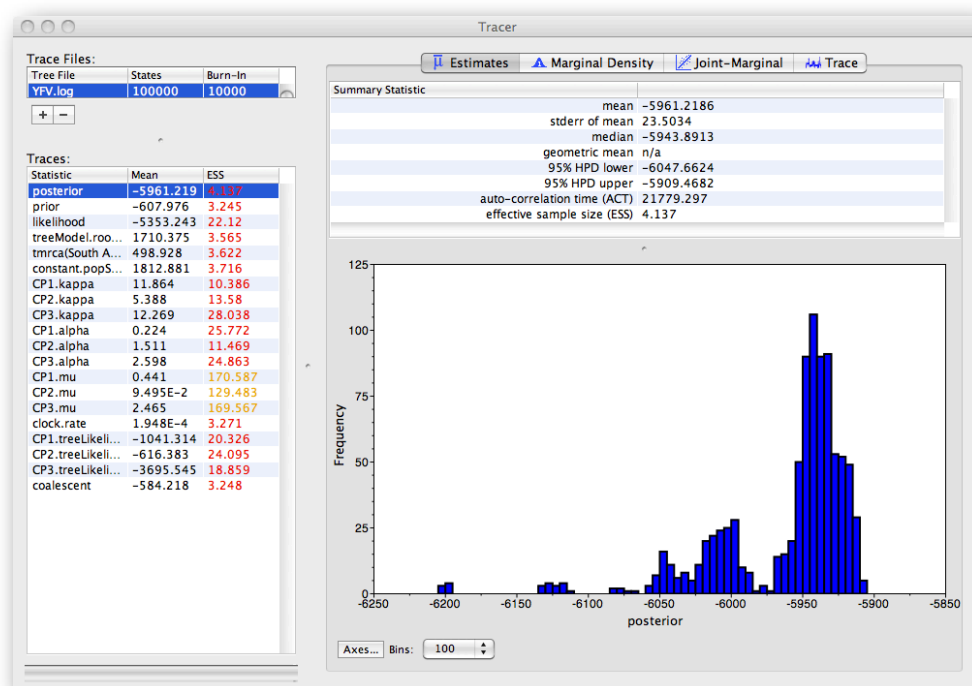 Tracer
Trace Files:
Tree File States Burn-In
YFV.log 100000 10000
+ −
Traces:
Statistic Mean ESS
posterior -5961.219 4.137
prior -607.976 3.245
likelihood -5353.243 22.12
treeModel.roo... 1710.375 3.565
tmrca(South A... 498.928 3.622
constant.popS... 1812.881 3.716
CP1.kappa 11.864 10.386
CP2.kappa 5.388 13.58
CP3.kappa 12.269 28.038
CP1.alpha 0.224 25.772
CP2.alpha 1.511 11.469
CP3.alpha 2.598 24.863
CP1.mu 0.441 170.587
CP2.mu 9.495E-2 129.483
CP3.mu 2.465 169.567
clock.rate 1.948E-4 3.271
CP1.treeLikeli... -1041.314 20.326
CP2.treeLikeli... -616.383 24.095
CP3.treeLikeli... -3695.545 18.859
coalescent -584.218 3.248
Estimates Marginal Density Joint-Marginal Trace
Summary Statistic
mean -5961.2186
stderr of mean 23.5034
median -5943.8913
geometric mean n/a
95% HPD lower -6047.6624
95% HPD upper -5909.4682
auto-correlation time (ACT) 21779.297
effective sample size (ESS) 4.137
125
100
75
50
25
0
Frequency
-6250 -6200 -6150 -6100 -6050 -6000 -5950 -5900 -5850
posterior
Axes... Bins: 100